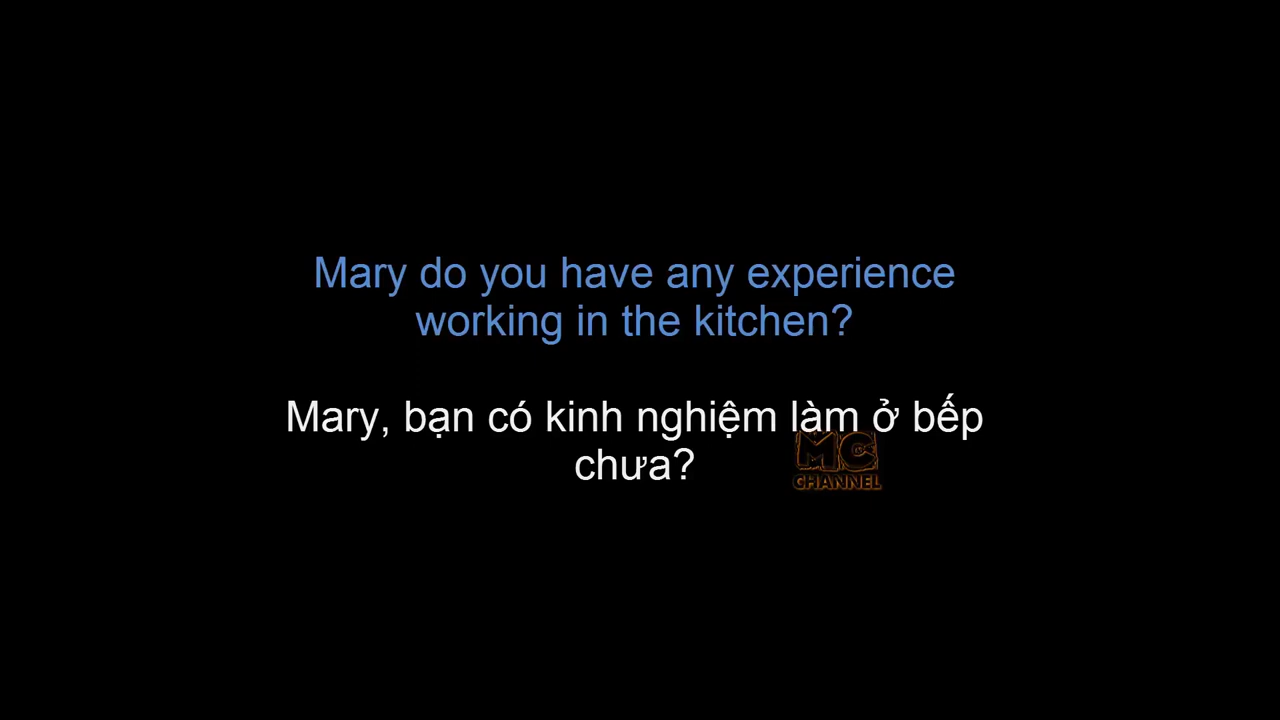 Mary do you have any experience
working in the kitchen?
Mary, bạn có kinh nghiệm làm ở bếp
chưa?
MC
CHANNEL